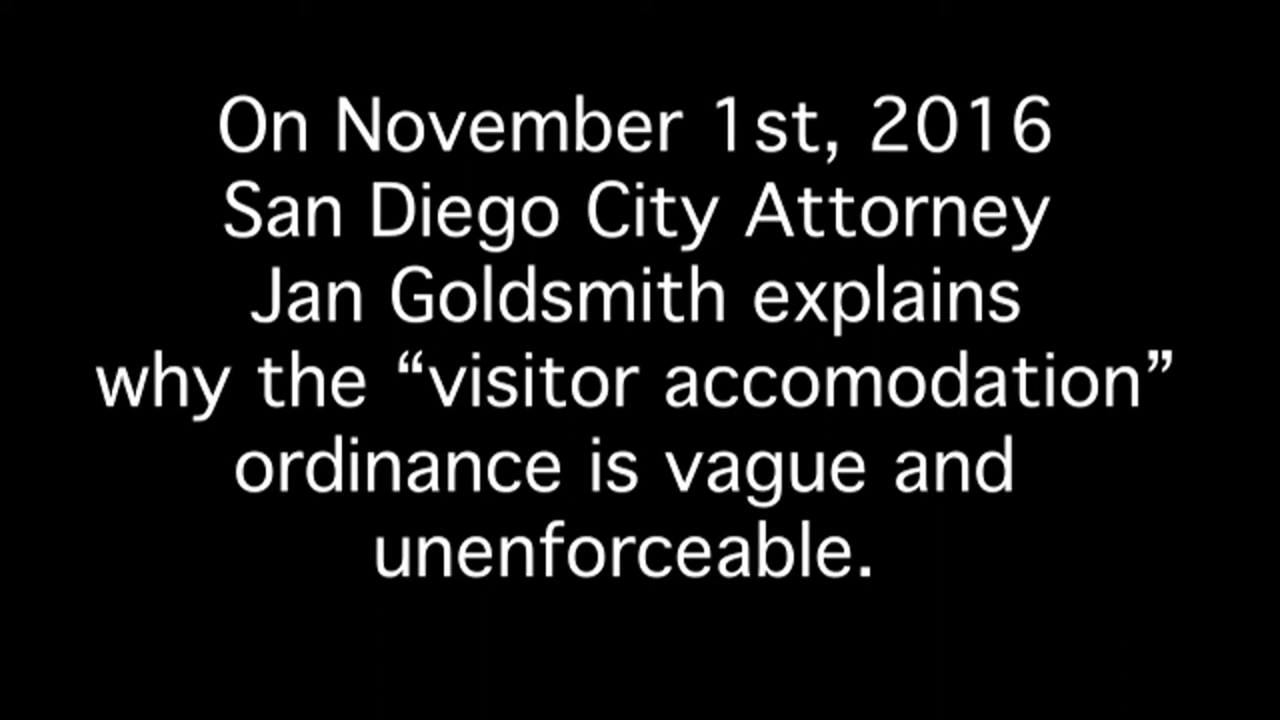 On November 1st, 2016
San Diego City Attorney
Jan Goldsmith explains
why the “visitor accomodation”
ordinance is vague and
unenforceable.